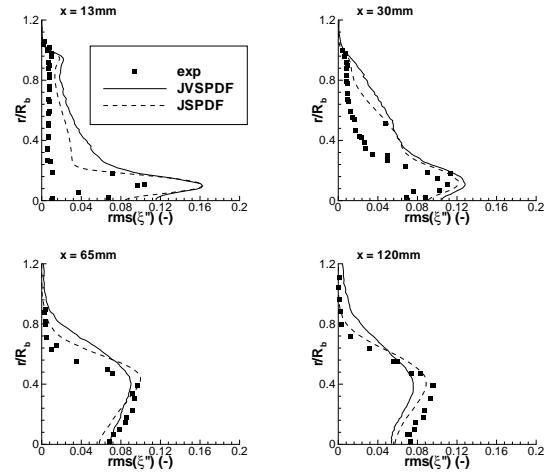 x = 13mm
r/R_b
1.2
0.8
0.4
0
0 0.04 0.08 0.12 0.16 0.2
rms(ξ") (-)
exp
JVSPDF
JSPDF
x = 30mm
r/R_b
1.2
0.8
0.4
0
0 0.04 0.08 0.12 0.16 0.2
rms(ξ") (-)
x = 65mm
r/R_b
1.2
0.8
0.4
0
0 0.04 0.08 0.12 0.16 0.2
rms(ξ") (-)
x = 120mm
r/R_b
1.2
0.8
0.4
0
0 0.04 0.08 0.12 0.16 0.2
rms(ξ") (-)